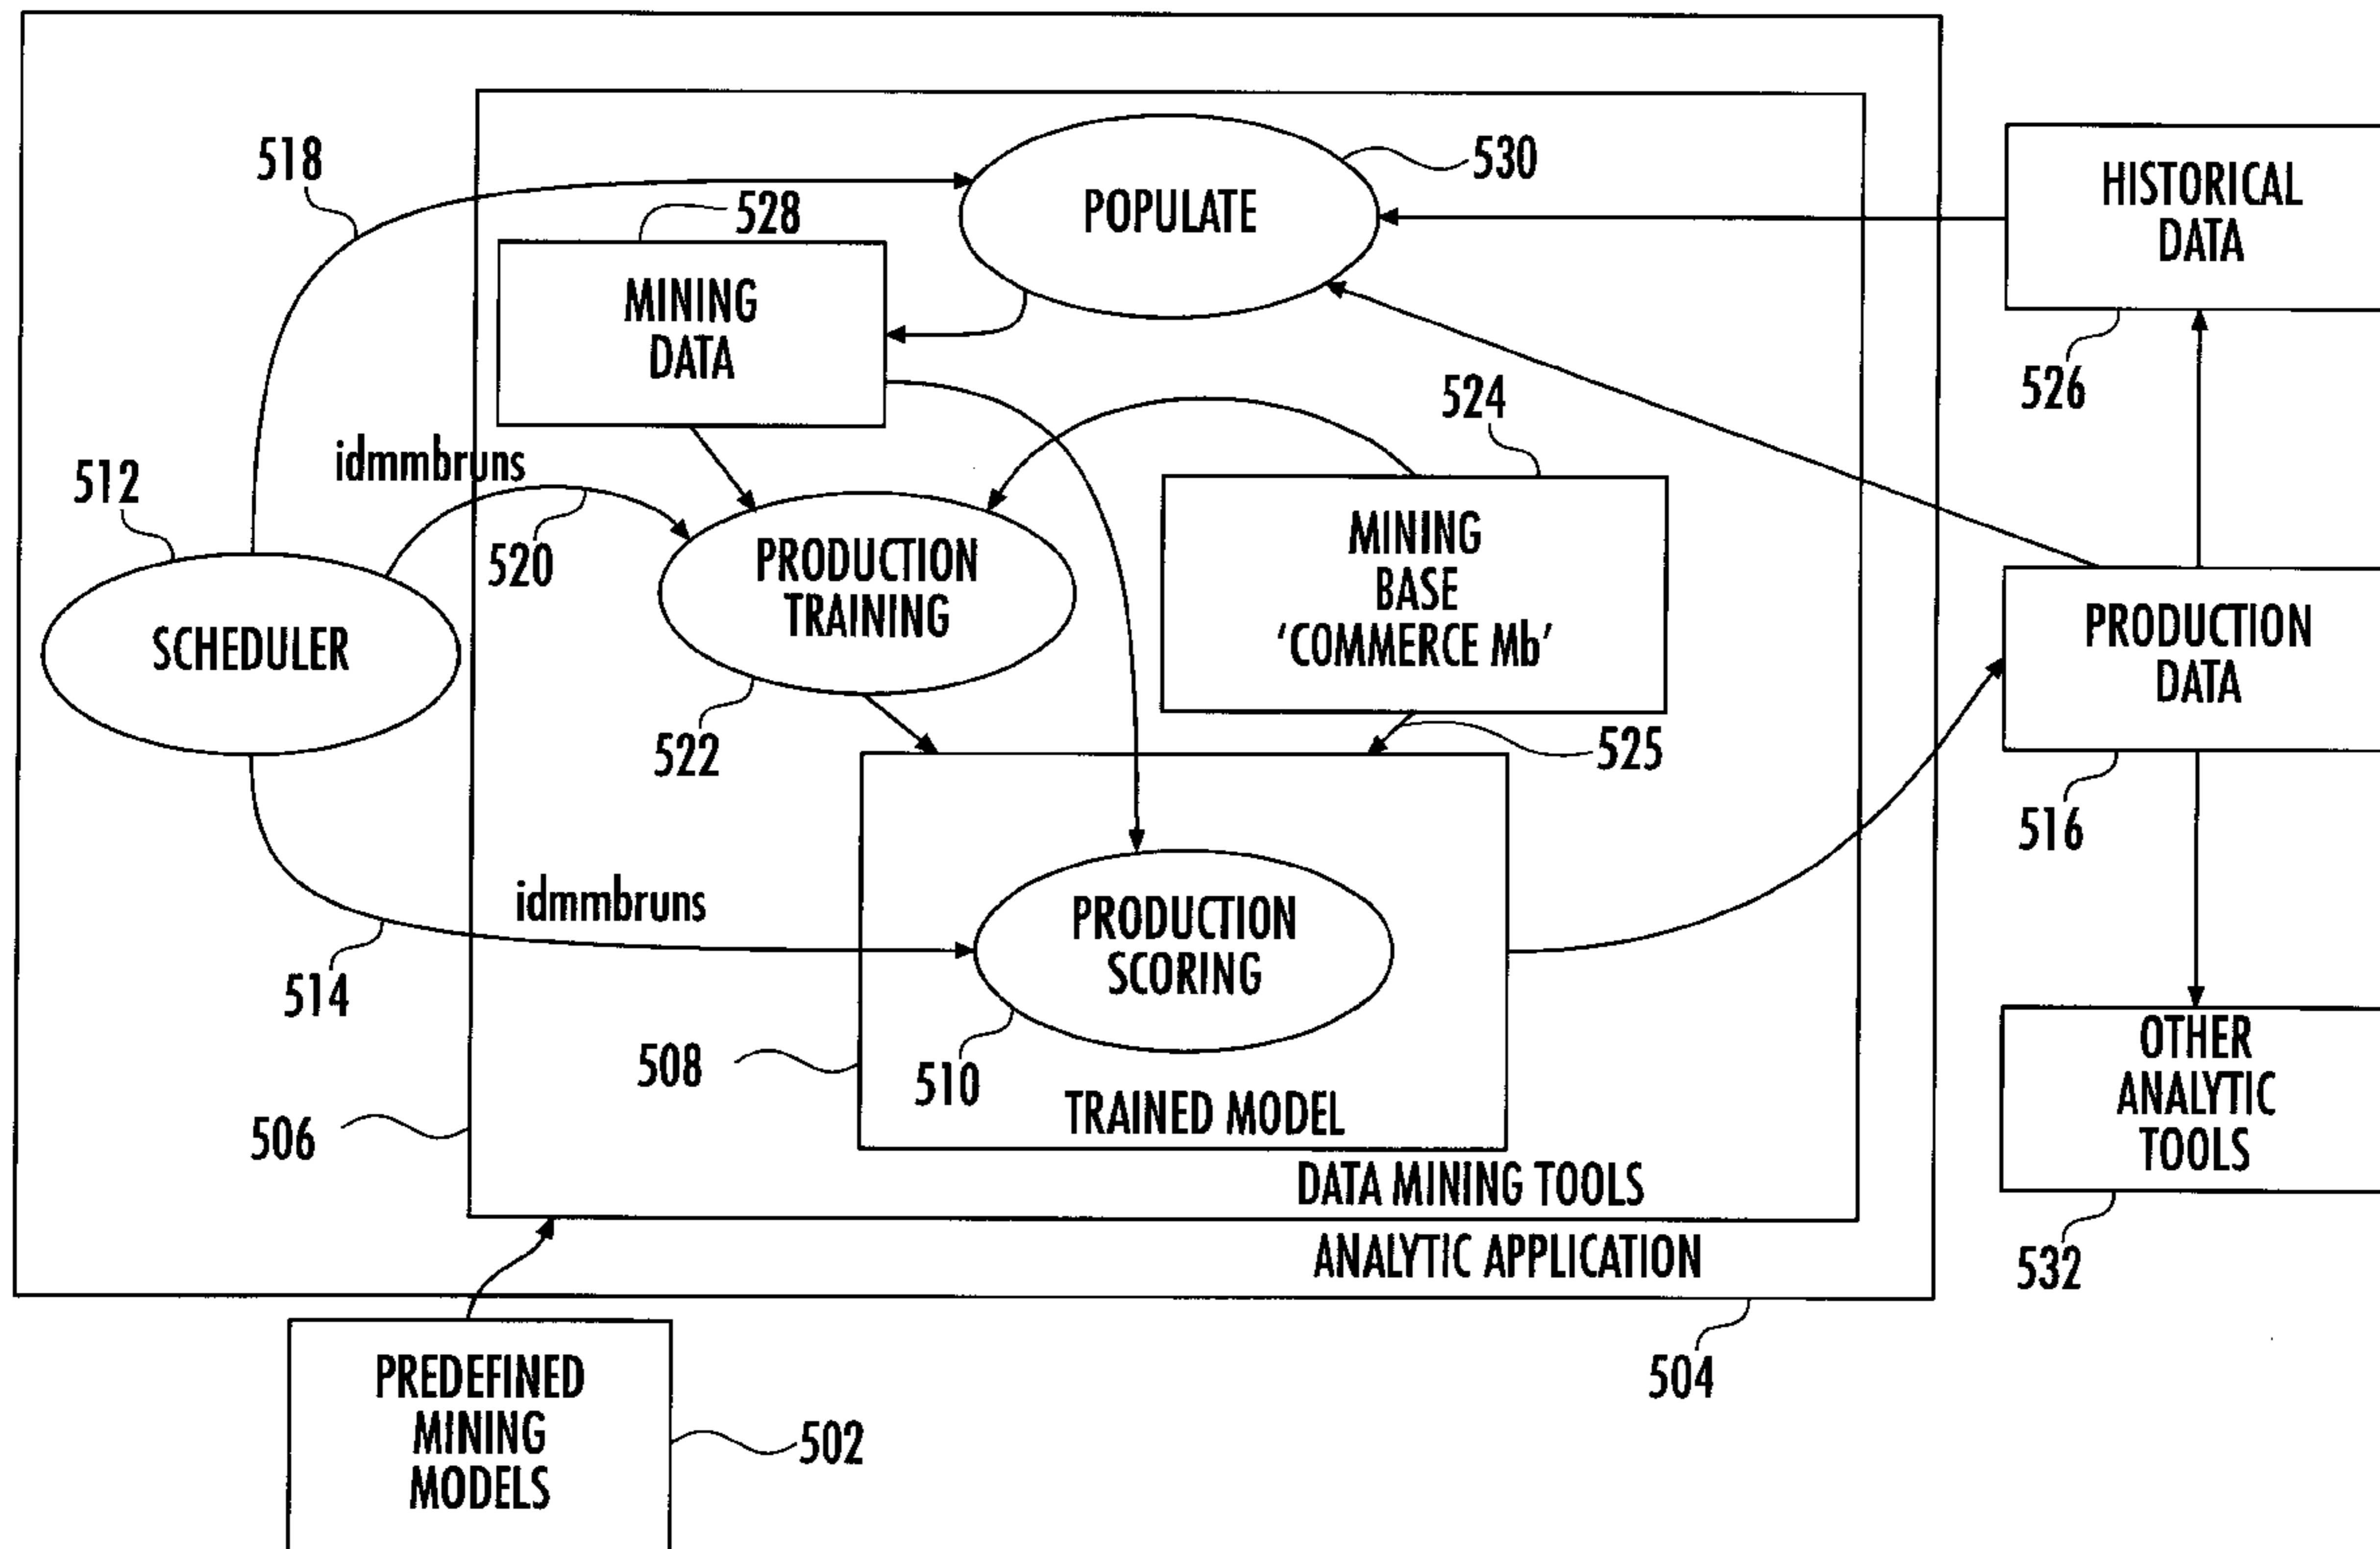 518
528
530
POPULATE
HISTORICAL
DATA
MINING
DATA
526
524
idmmbruns
512
520
PRODUCTION
TRAINING
MINING
BASE
'COMMERCE Mb'
SCHEDULER
PRODUCTION
DATA
522
525
516
idmmbruns
PRODUCTION
SCORING
514
508
510
TRAINED MODEL
OTHER
ANALYTIC
TOOLS
506
DATA MINING TOOLS
ANALYTIC APPLICATION
532
504
PREDEFINED
MINING
MODELS
502